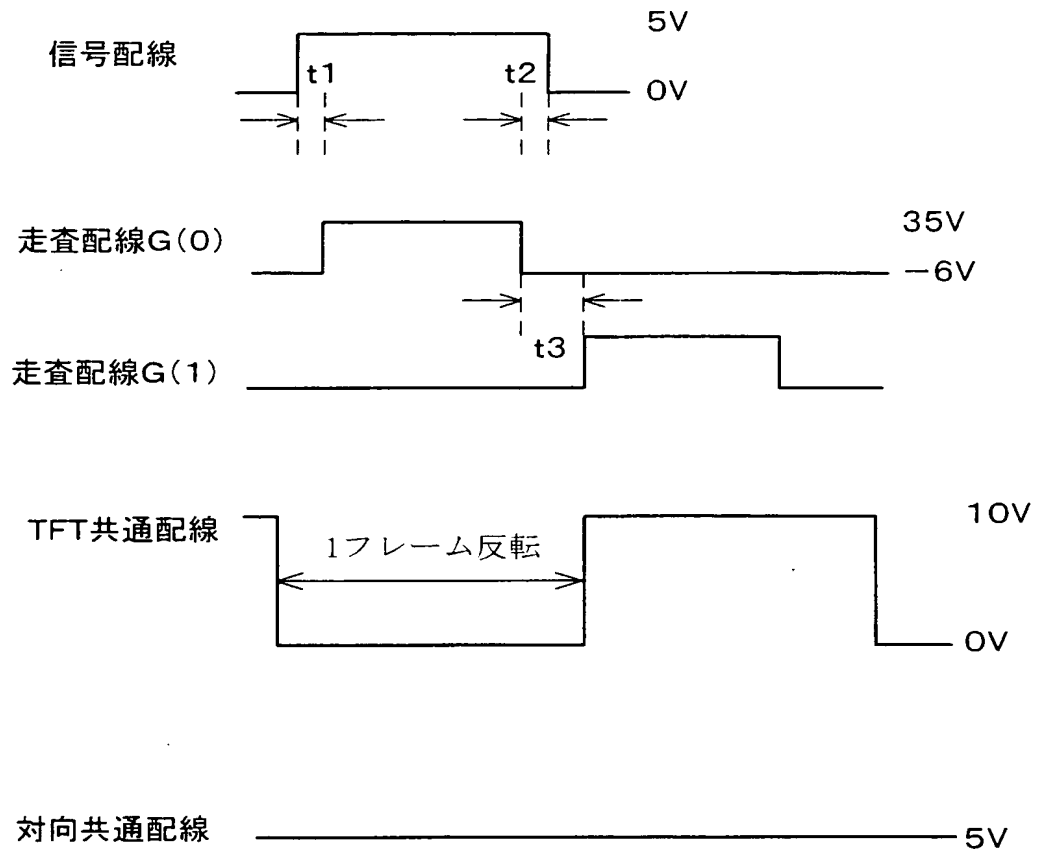 5V
信号配線
t1
t2
0V
走査配線G(0)
35V
-6V
t3
走査配線G(1)
TFT共通配線
10V
1フレーム反転
0V
対向共通配線
5V